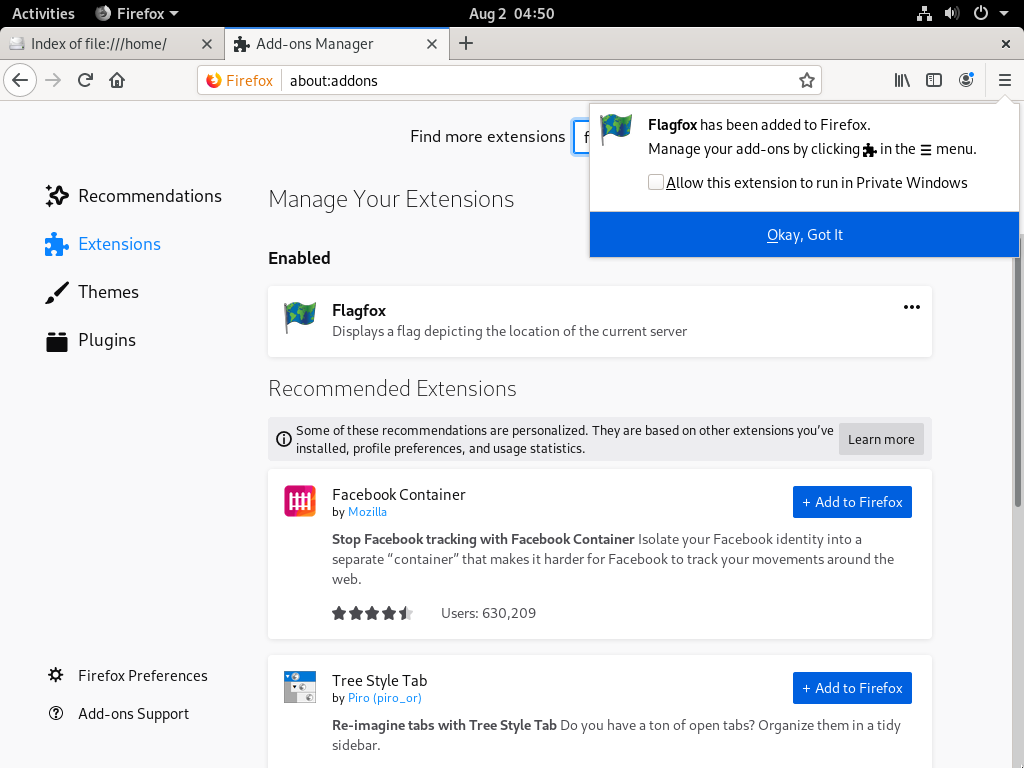 Activities
Firefox
Aug 2 04:50
Index of file:///home/
Add-ons Manager
Firefox
about:addons
Flagfox has been added to Firefox.
Manage your add-ons by clicking in the menu.
Allow this extension to run in Private Windows
Okay, Got It
Find more extensions
f
Recommendations
Extensions
Themes
Plugins
Firefox Preferences
Add-ons Support
Manage Your Extensions
Enabled
Flagfox
Displays a flag depicting the location of the current server
Recommended Extensions
Some of these recommendations are personalized. They are based on other extensions you’ve
installed, profile preferences, and usage statistics.
Learn more
Facebook Container
by Mozilla
+ Add to Firefox
Stop Facebook tracking with Facebook Container Isolate your Facebook identity into a
separate “container” that makes it harder for Facebook to track your movements around the
web.
Users: 630,209
Tree Style Tab
by Piro (piro_or)
+ Add to Firefox
Re-imagine tabs with Tree Style Tab Do you have a ton of open tabs? Organize them in a tidy
sidebar.